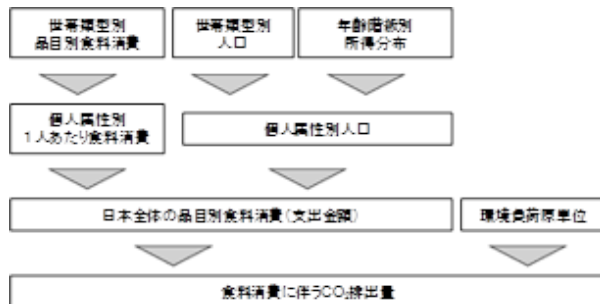 世帯類型別
品目別食料消費
世帯類型別
人口
年齢階級別
所得分布
個人属性別
1人あたり食料消費
個人属性別人口
日本全体の品目別食料消費(支出金額)
環境負荷原単位
食料消費に伴うCO₂排出量